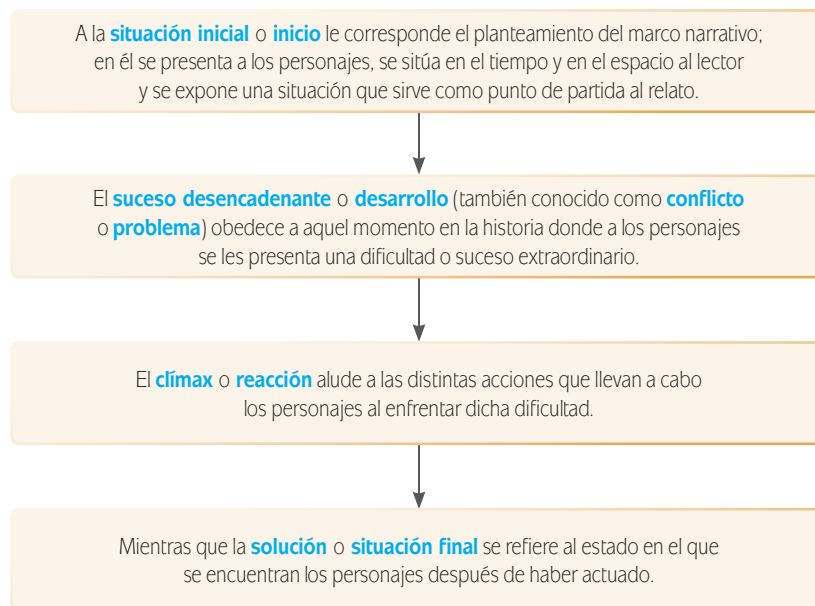 A la situación inicial o inicio le corresponde el planteamiento del marco narrativo;
en él se presenta a los personajes, se sitúa en el tiempo y en el espacio al lector
y se expone una situación que sirve como punto de partida al relato.
El suceso desencadenante o desarrollo (también conocido como conflicto
o problema) obedece a aquel momento en la historia donde a los personajes
se les presenta una dificultad o suceso extraordinario.
El clímax o reacción alude a las distintas acciones que llevan a cabo
los personajes al enfrentar dicha dificultad.
Mientras que la solución o situación final se refiere al estado en el que
se encuentran los personajes después de haber actuado.